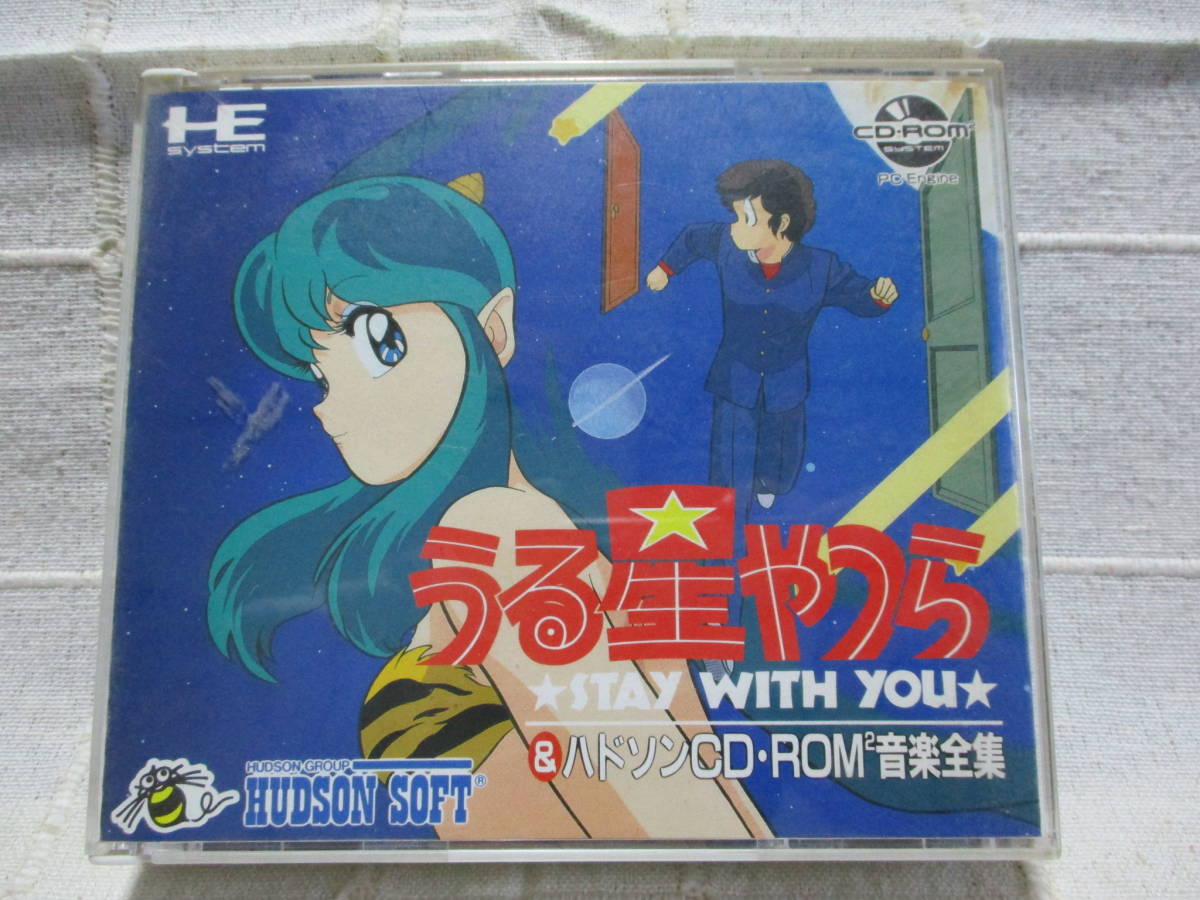 HE
system
CD-ROM²
SYSTEM
PC Engine
うる星やつら
★STAY WITH YOU★
&ハドソンCD・ROM²音楽全集
HUDSON GROUP
HUDSON SOFT®